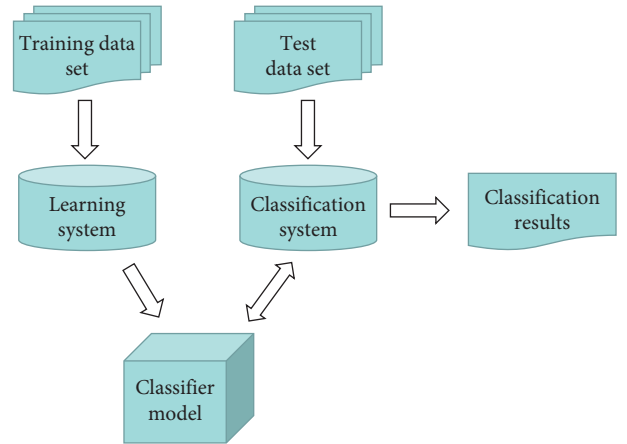 Training data
set
Test
data set
Learning
system
Classification
system
Classification
results
Classifier
model